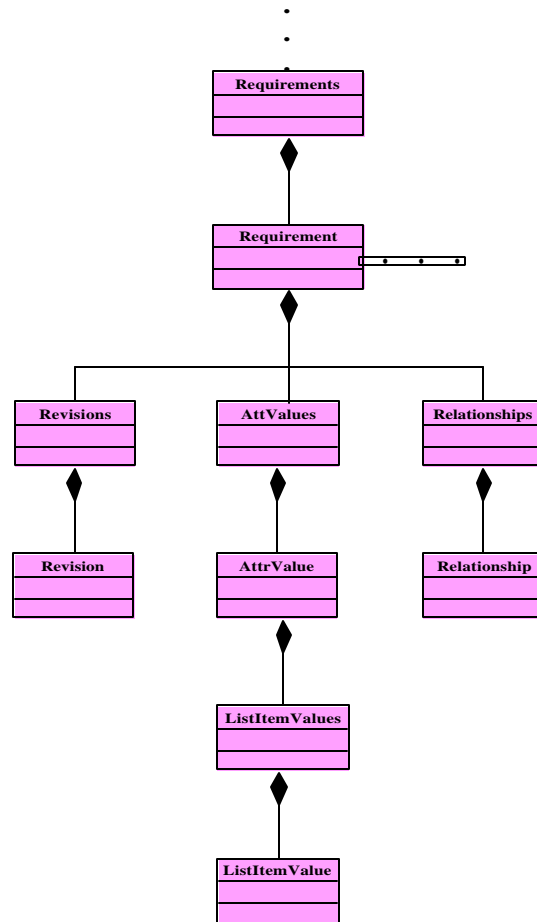 Requirements
Requirement
Revisions
AttValues
Relationships
Revision
AttrValue
Relationship
ListItemValues
ListItemValue